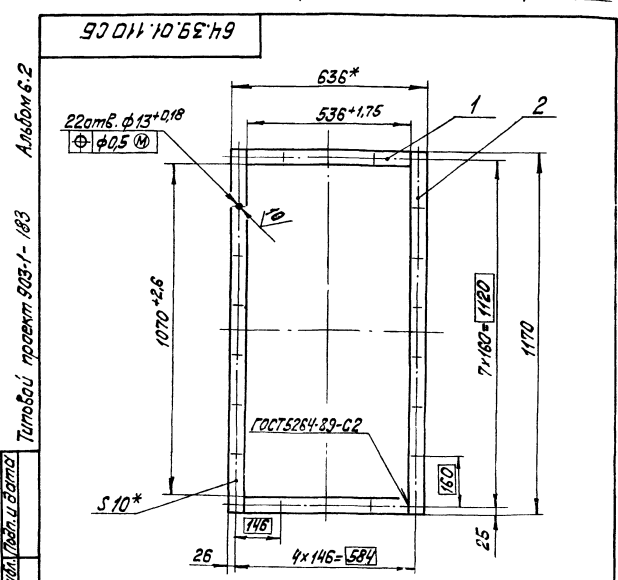 64.39.01.110 СБ
Альбом 6.2
Типовой проект 903-1-183
Подп. и дата
636*
536+1,75
1
2
22отв. ф13+0,18
⌖ ф0,5 Ⓜ
1070+2,6
7х160=1120
1170
ГОСТ5264-89-С2
160
S 10*
146
26
4х146=584
25